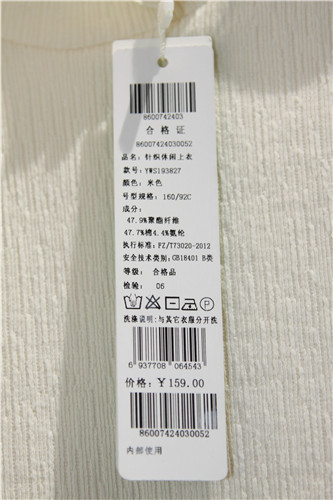 8600742403
合格证
86007424030052
品名：针织休闲上衣
款号：YWS193827
颜色：米色
号型规格：160/92C
成分：
47.9%聚酯纤维
47.7%棉4.4%氨纶
执行标准：FZ/T73020-2012
安全技术类别：GB18401 B类
等级：合格品
检验：06
洗涤说明：与其它衣服分开洗
6 937708 064543
价格：￥159.00
86007424030052
内部使用